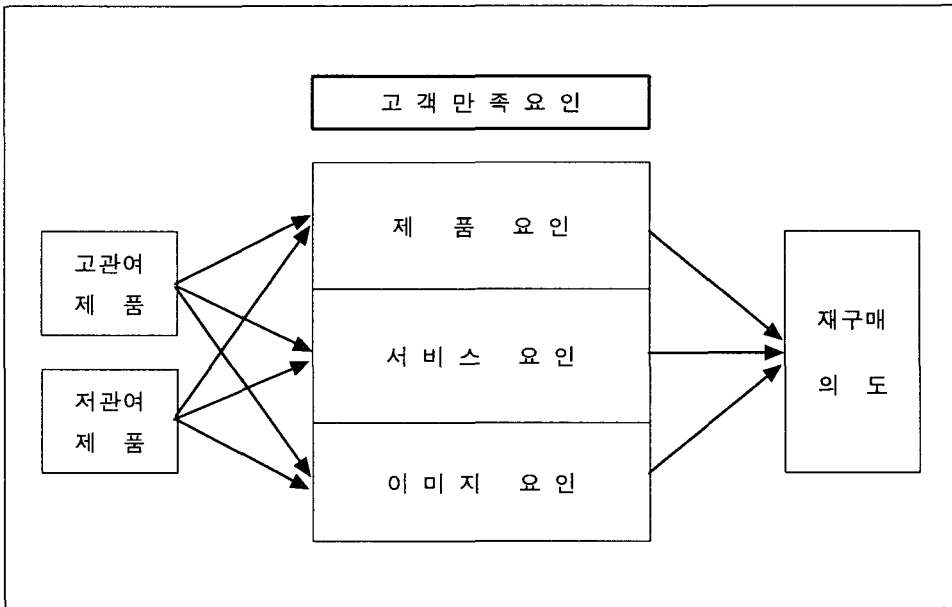 고객만족요인
제 품 요인
고관여
제 품
서비스 요인
저관여
제 품
이미지 요인
재구매
의 도